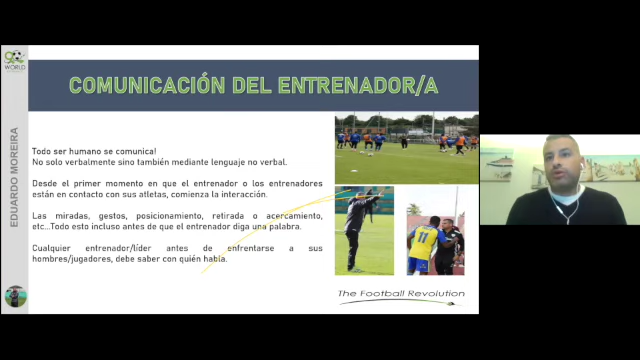 WORLD
COMUNICACIÓN DEL ENTRENADOR/A
EDUARDO MOREIRA
Todo ser humano se comunica!
No solo verbalmente sino también mediante lenguaje no verbal.
Desde el primer momento en que el entrenador o los entrenadores
están en contacto con sus atletas, comienza la interacción.
Las miradas, gestos, posicionamiento, retirada o acercamiento,
etc...Todo esto incluso antes de que el entrenador diga una palabra.
Cualquier entrenador/líder antes de enfrentarse a sus
hombres/jugadores, debe saber con quién había.
11
The Football Revolution